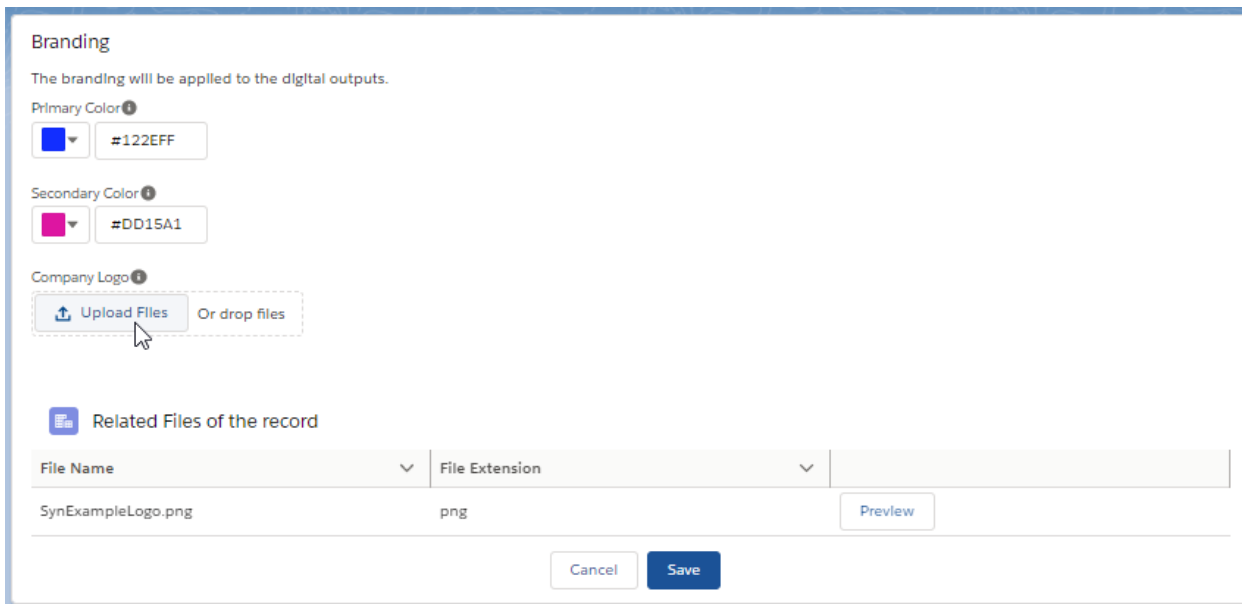 Branding
The branding will be applied to the digital outputs.
Primary Color
#122EFF
Secondary Color
#DD15A1
Company Logo
Upload Files Or drop files
Related Files of the record
File Name File Extension
SynExampleLogo.png png Preview
Cancel Save